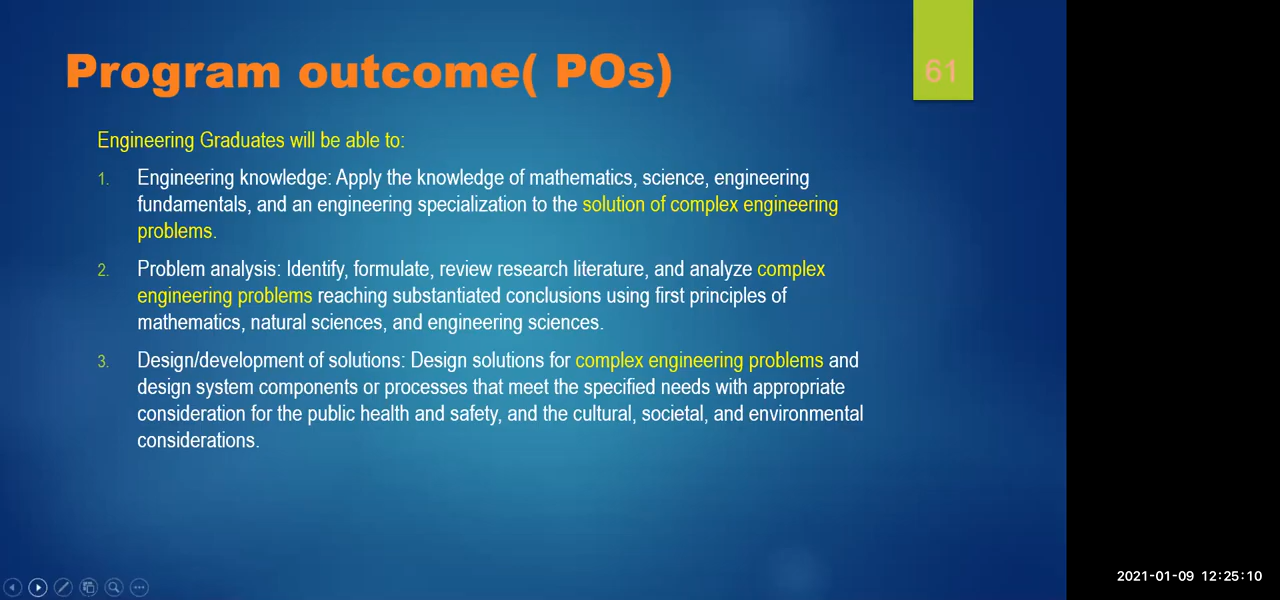 Program outcome( POs)
61
Engineering Graduates will be able to:
1. Engineering knowledge: Apply the knowledge of mathematics, science, engineering
fundamentals, and an engineering specialization to the solution of complex engineering
problems.
2. Problem analysis: Identify, formulate, review research literature, and analyze complex
engineering problems reaching substantiated conclusions using first principles of
mathematics, natural sciences, and engineering sciences.
3. Design/development of solutions: Design solutions for complex engineering problems and
design system components or processes that meet the specified needs with appropriate
consideration for the public health and safety, and the cultural, societal, and environmental
considerations.
2021-01-09 12:25:10